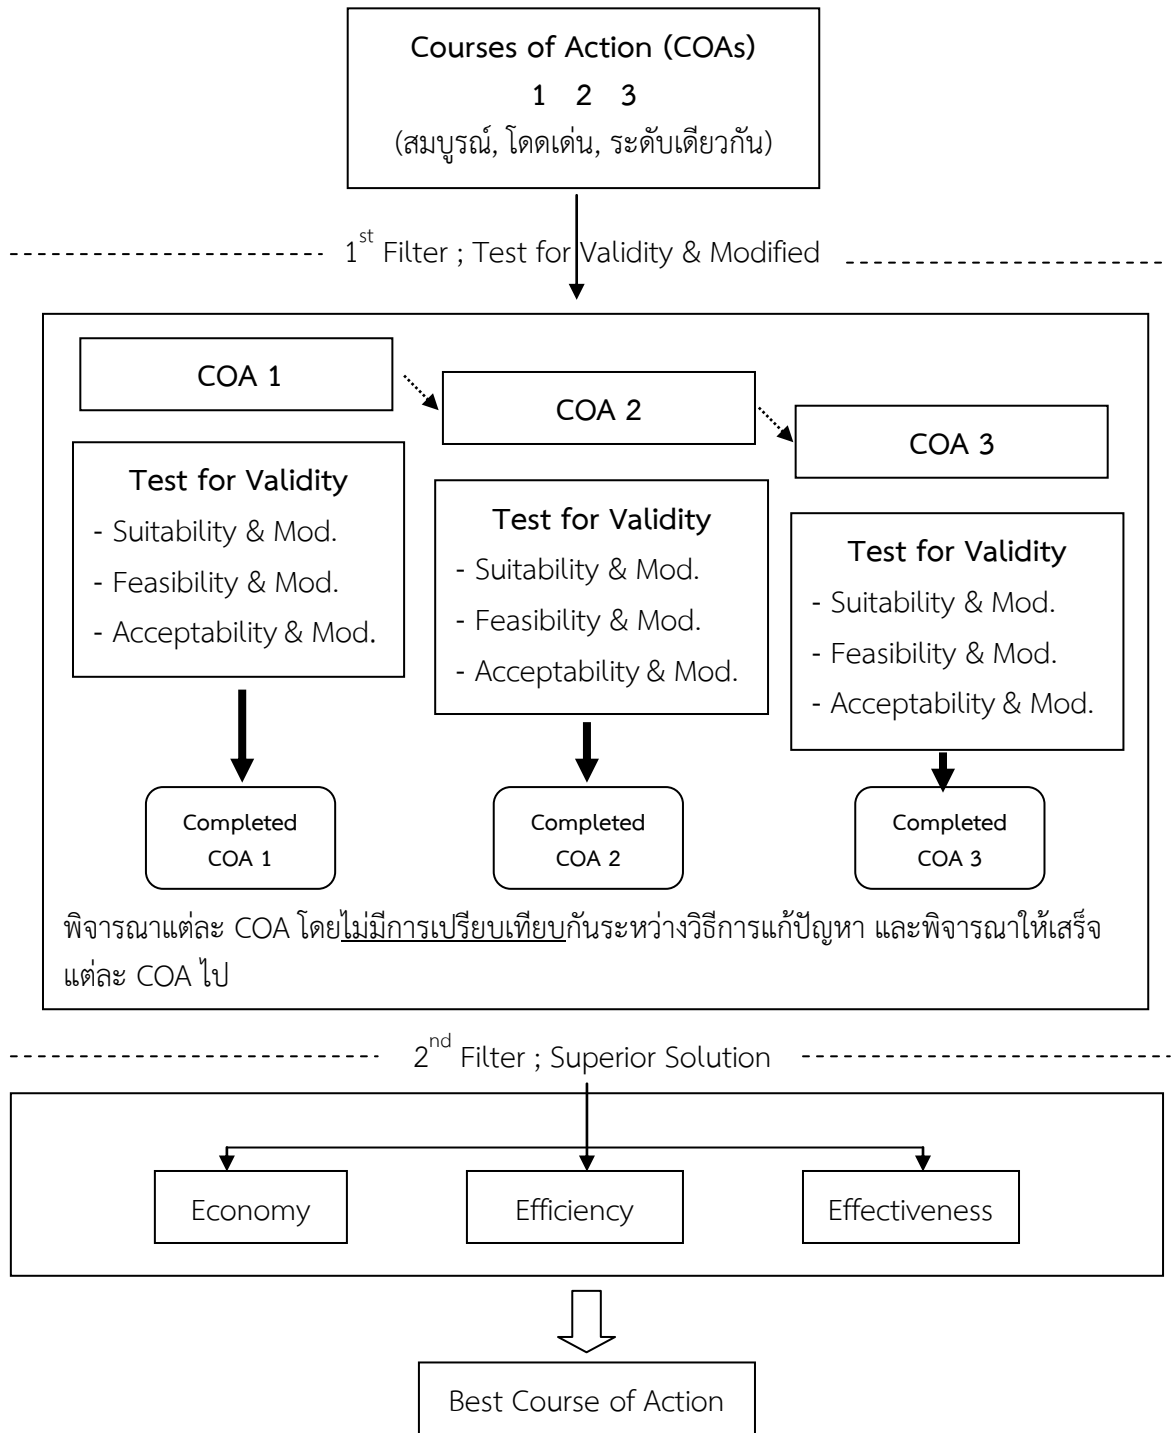 Courses of Action (COAs)
1 2 3
(สมบูรณ์, โดดเด่น, ระดับเดียวกัน)
1st Filter ; Test for Validity & Modified
COA 1
COA 2
COA 3
Test for Validity
- Suitability & Mod.
- Feasibility & Mod.
- Acceptability & Mod.
Test for Validity
- Suitability & Mod.
- Feasibility & Mod.
- Acceptability & Mod.
Test for Validity
- Suitability & Mod.
- Feasibility & Mod.
- Acceptability & Mod.
Completed
COA 1
Completed
COA 2
Completed
COA 3
พิจารณาแต่ละ COA โดยไม่มีการเปรียบเทียบกันระหว่างวิธีการแก้ปัญหา และพิจารณาให้เสร็จ
แต่ละ COA ไป
2nd Filter ; Superior Solution
Economy
Efficiency
Effectiveness
Best Course of Action